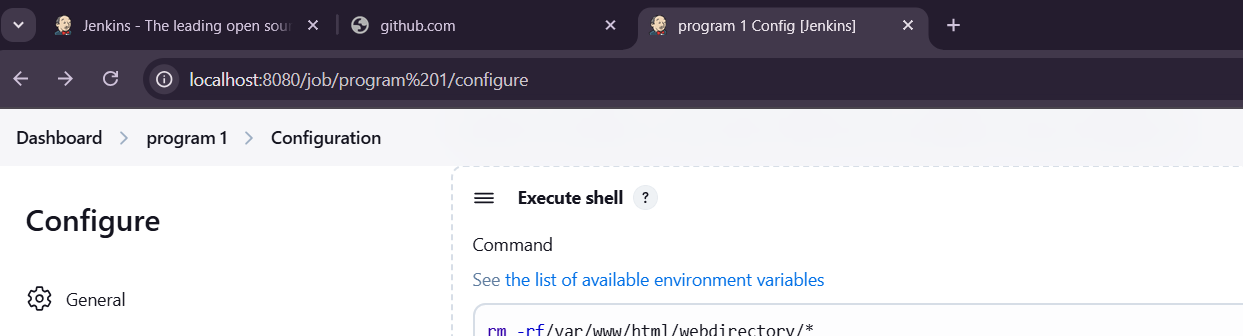 Jenkins - The leading open sou
github.com
program 1 Config [Jenkins]
localhost:8080/job/program%201/configure
Dashboard > program 1 > Configuration
Configure
General
Execute shell ?
Command
See the list of available environment variables
rm -rf/var/www/html/webdirectory/*